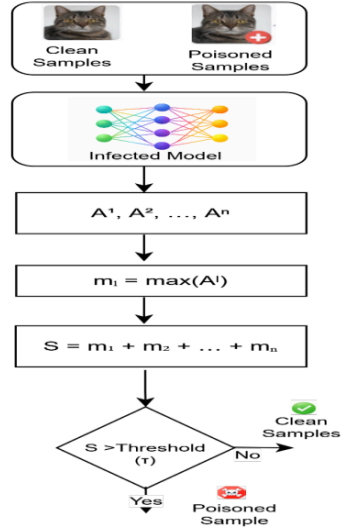 Clean
Samples
Poisoned
Samples
Infected Model
A¹, A², ..., Aⁿ
m₁ = max(Aˡ)
S = m₁ + m₂ + ... + mₙ
S >Threshold
(τ)
No
Clean
Samples
Yes
Poisoned
Sample